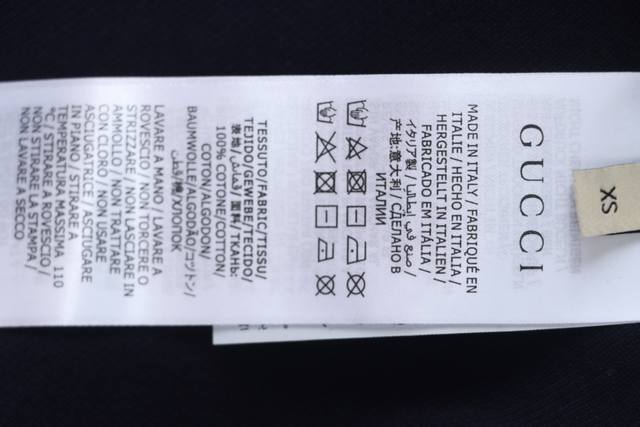 GUCCI
XS
MADE IN ITALY / FABRIQUÉ EN
ITALIE / HECHO EN ITALIA /
HERGESTELLT IN ITALIEN /
FABRICADO EM ITÁLIA /
イタリア製 / صنع في إيطاليا /
产地:意大利 / СДЕЛАНО В
ИТАЛИИ
TESSUTO/FABRIC/TISSU/
TEJIDO/GEWEBE/TECIDO/
表地/قماش/面料/ТКАНЬ:
100% COTONE/COTTON/
COTON/ALGODON/
BAUMWOLLE/ALGODÃO/コットン/
قطن/棉/ХЛОПОК
LAVARE A MANO / LAVARE A
ROVESCIO / NON TORCERE O
STRIZZARE / NON LASCIARE IN
AMMOLLO / NON TRATTARE
CON CLORO / NON USARE
ASCIUGATRICE / ASCIUGARE
IN PIANO / STIRARE A
TEMPERATURA MASSIMA 110
°C / STIRARE A ROVESCIO /
NON STIRARE LA STAMPA /
NON LAVARE A SECCO